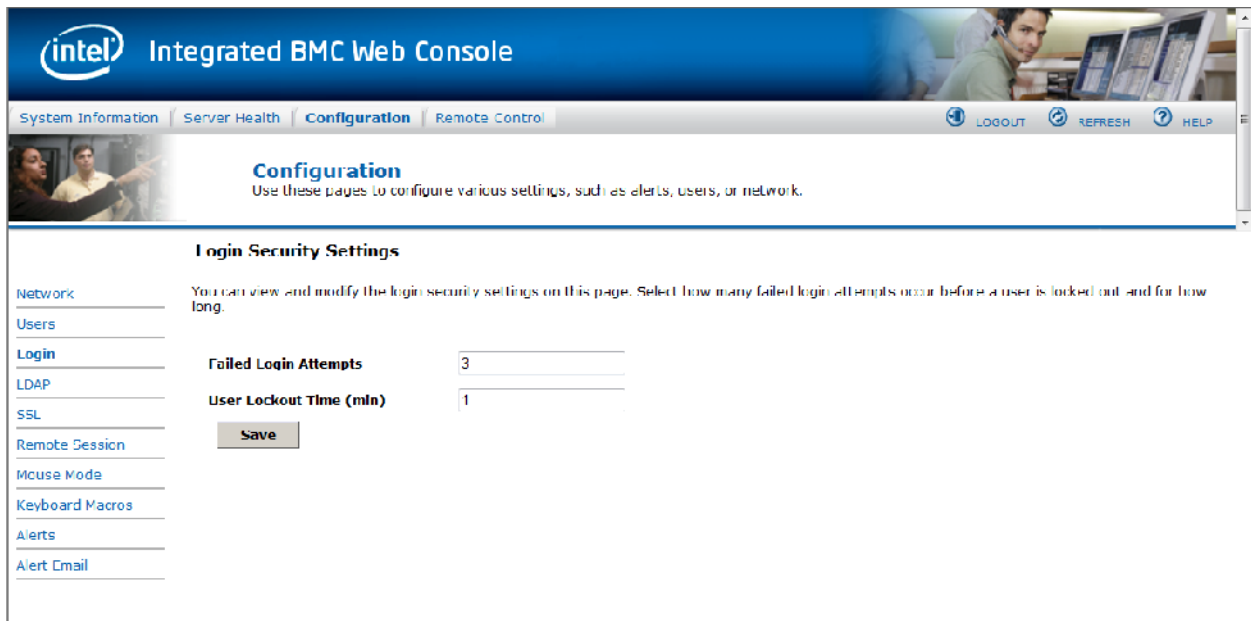 intel Integrated BMC Web Console
System Information Server Health Configuration Remote Control LOGOUT REFRESH HELP
Configuration
Use these pages to configure various settings, such as alerts, users, or network.
Login Security Settings
You can view and modify the login security settings on this page. Select how many failed login attempts occur before a user is locked out and for how
long.
Network
Users
Login
LDAP
SSL
Remote Session
Mouse Mode
Keyboard Macros
Alerts
Alert Email
Failed Login Attempts 3
User Lockout Time (min) 1
Save